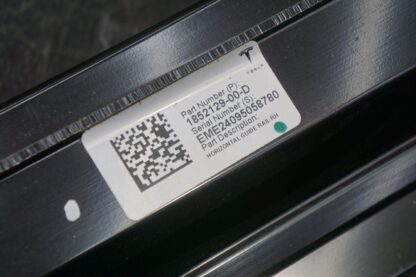 TESLA
Part Number (P):
1852129-00-D
Serial Number (S):
EME24095058780
Part Description:
HORIZONTAL GUIDE RAIL RH